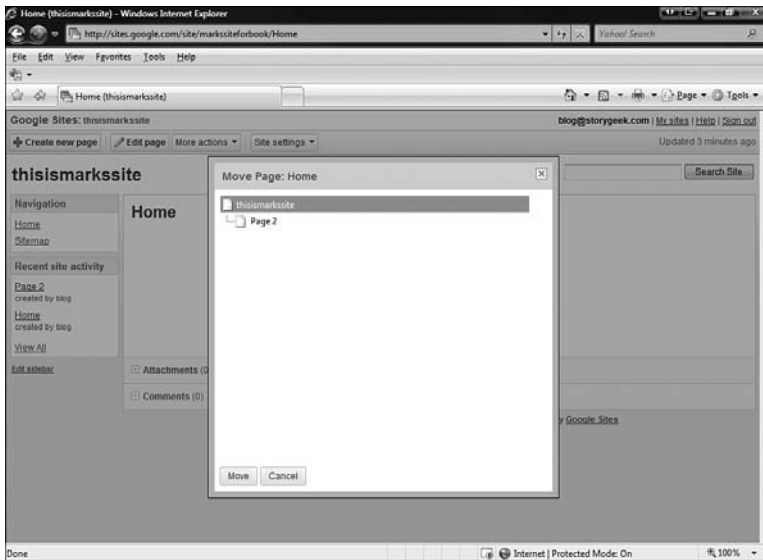 Home (thisismarkssite) - Windows Internet Explorer
http://sites.google.com/site/markssiteforbook/Home
Yahoo! Search
File Edit View Favorites Tools Help
Home (thisismarkssite)
Page Tools
Google Sites: thisismarkssite
blog@storygeek.com | My sites | Help | Sign out
Create new page Edit page More actions Site settings
Updated 3 minutes ago
thisismarkssite
Search Site
Move Page: Home
thisismarkssite
Page 2
Move Cancel
Navigation
Home
Sitemap
Recent site activity
Page 2
created by blog
Home
created by blog
View All
Edit sidebar
Home
Attachments (0
Comments (0)
y Google Sites
Done
Internet | Protected Mode: On
100%